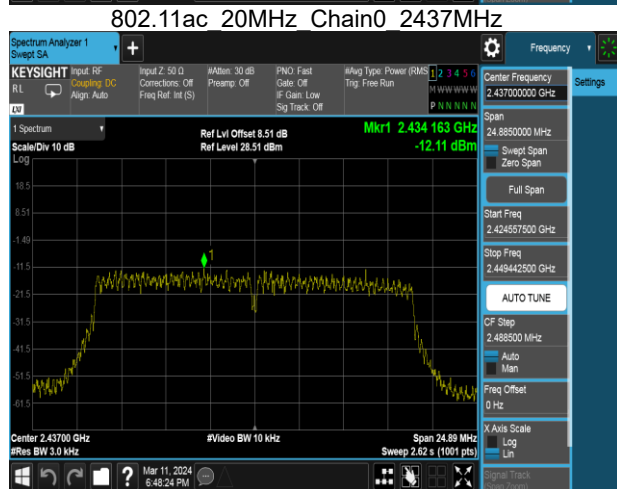 802.11ac_20MHz_Chain0_2437MHz
Spectrum Analyzer 1
Swept SA
Frequency
KEYSIGHT
RL
Input: RF
Coupling: DC
Align: Auto
Input Z: 50 Ω
Corrections: Off
Freq Ref: Int (S)
#Atten: 30 dB
Preamp: Off
PNO: Fast
Gate: Off
IF Gain: Low
Sig Track: Off
#Avg Type: Power (RMS
Trig: Free Run
1 2 3 4 5 6
M W W W W W
P N N N N N
Center Frequency
2.437000000 GHz
Settings
1 Spectrum
Scale/Div 10 dB
Log
Ref Lvl Offset 8.51 dB
Ref Level 28.51 dBm
Mkr1 2.434 163 GHz
-12.11 dBm
18.5
8.51
-1.49
-11.5
-21.5
-31.5
-41.5
-51.5
-61.5
1
Span
24.8850000 MHz
Swept Span
Zero Span
Full Span
Start Freq
2.424557500 GHz
Stop Freq
2.449442500 GHz
AUTO TUNE
CF Step
2.488500 MHz
Auto
Man
Freq Offset
0 Hz
X Axis Scale
Log
Lin
Signal Track
(Span Zoom)
Center 2.43700 GHz
#Res BW 3.0 kHz
#Video BW 10 kHz
Span 24.89 MHz
Sweep 2.62 s (1001 pts)
?
Mar 11, 2024
6:48:24 PM